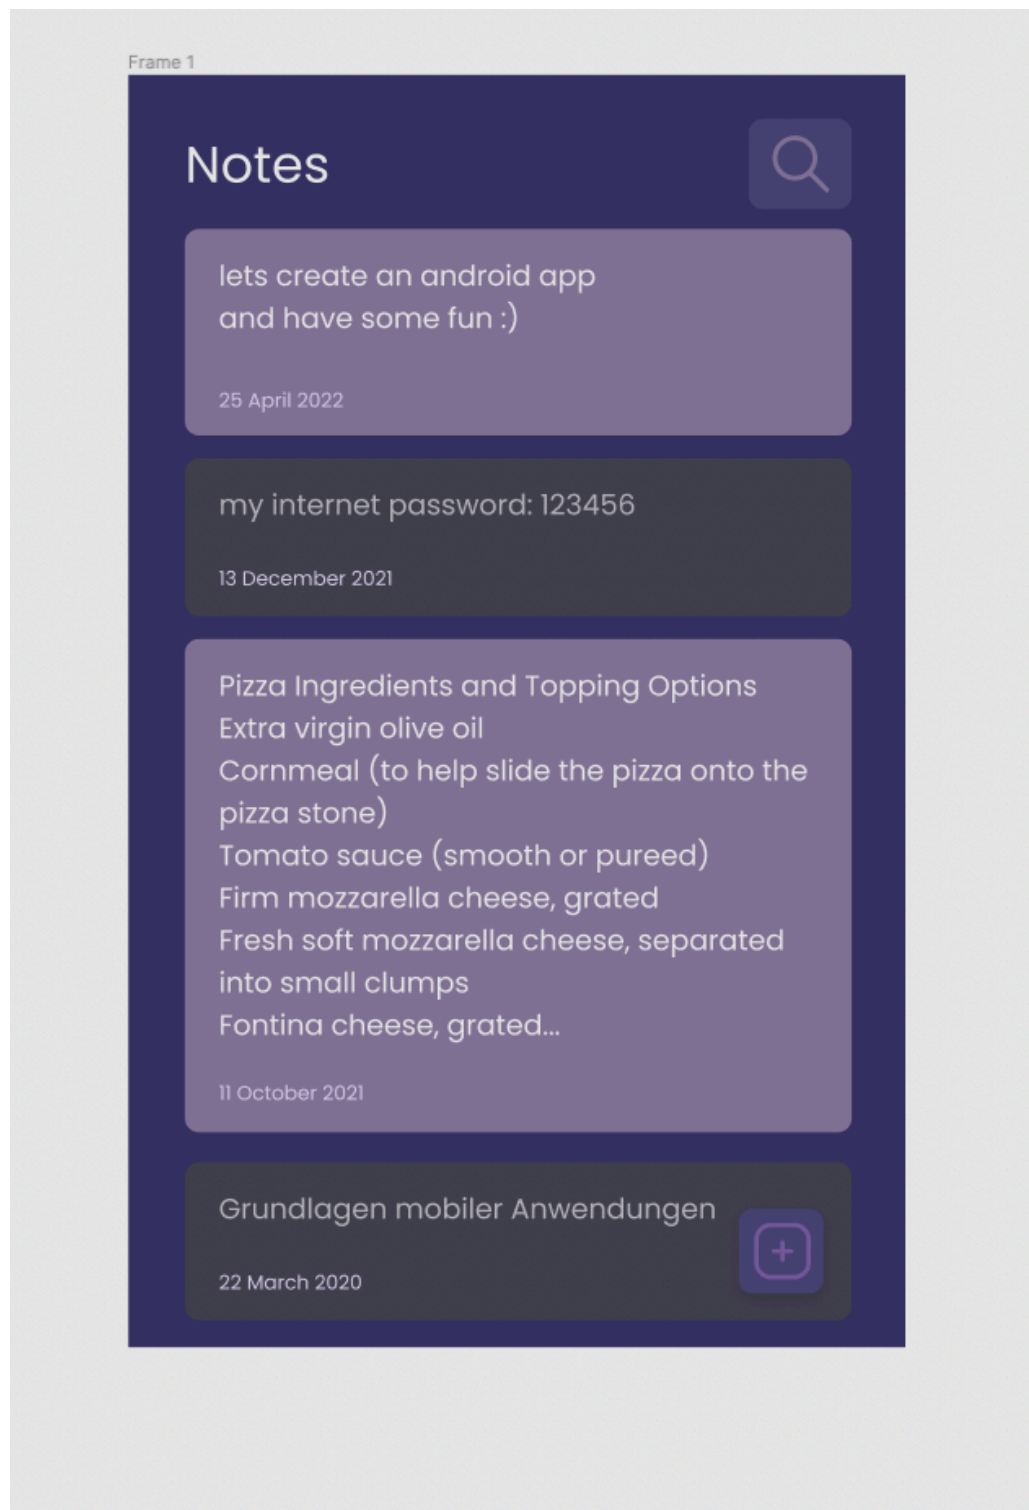 Frame 1
Notes
lets create an android app
and have some fun :)
25 April 2022
my internet password: 123456
13 December 2021
Pizza Ingredients and Topping Options
Extra virgin olive oil
Cornmeal (to help slide the pizza onto the
pizza stone)
Tomato sauce (smooth or pureed)
Firm mozzarella cheese, grated
Fresh soft mozzarella cheese, separated
into small clumps
Fontina cheese, grated...
11 October 2021
Grundlagen mobiler Anwendungen
22 March 2020